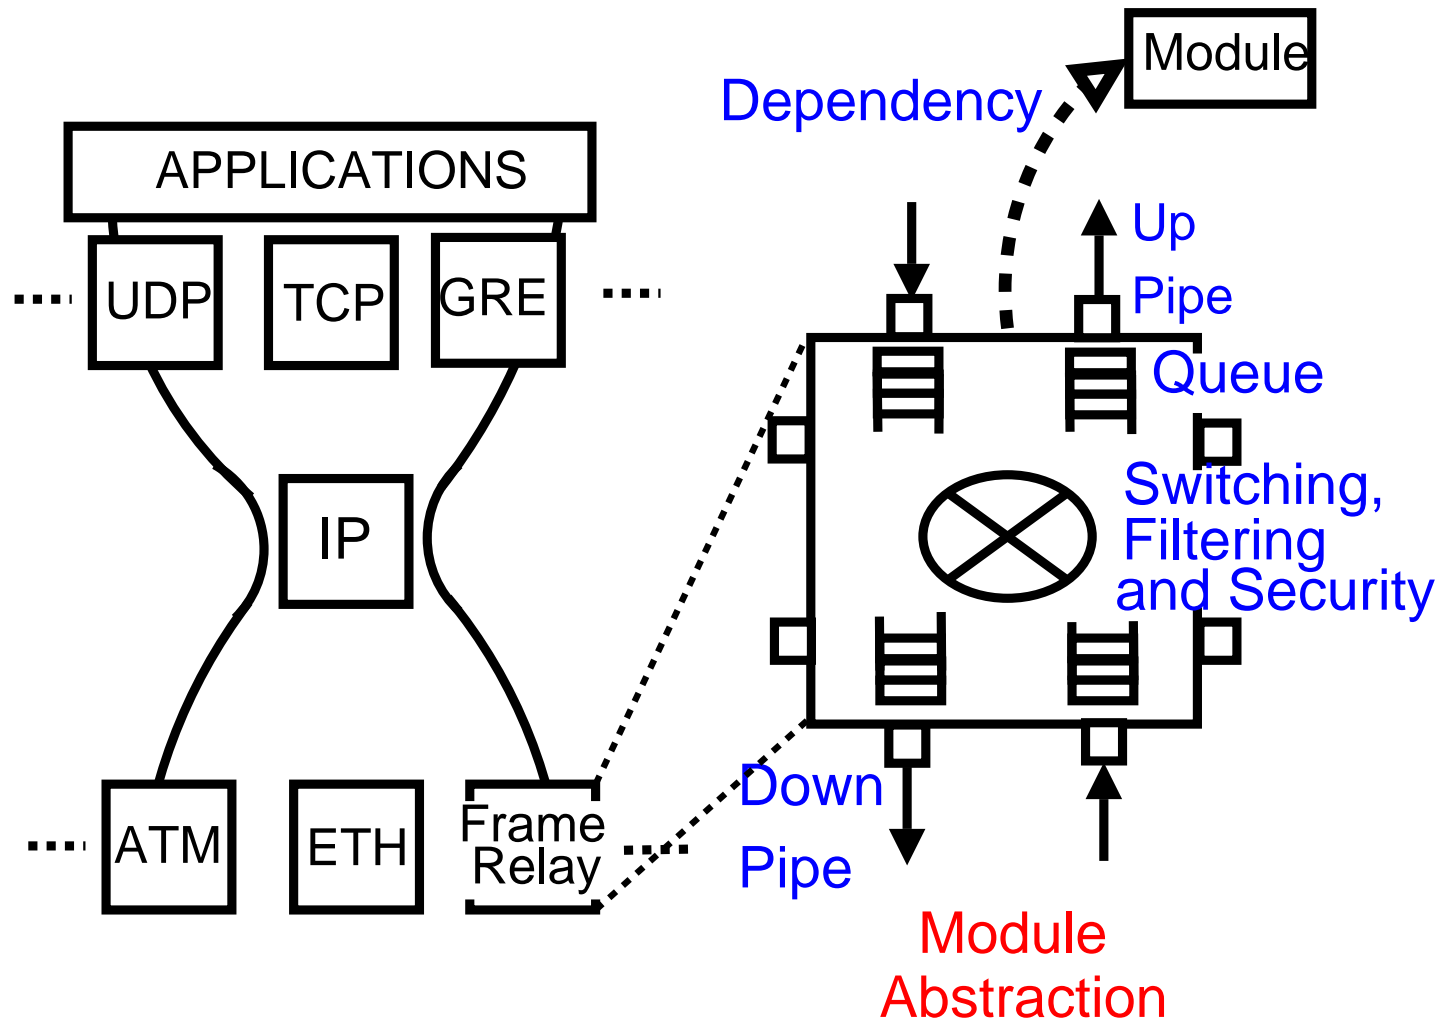 Module
Dependency
APPLICATIONS
UDP
TCP
GRE
Up
Pipe
Queue
IP
Switching,
Filtering
and Security
ATM
ETH
Frame
Relay
Down
Pipe
Module
Abstraction